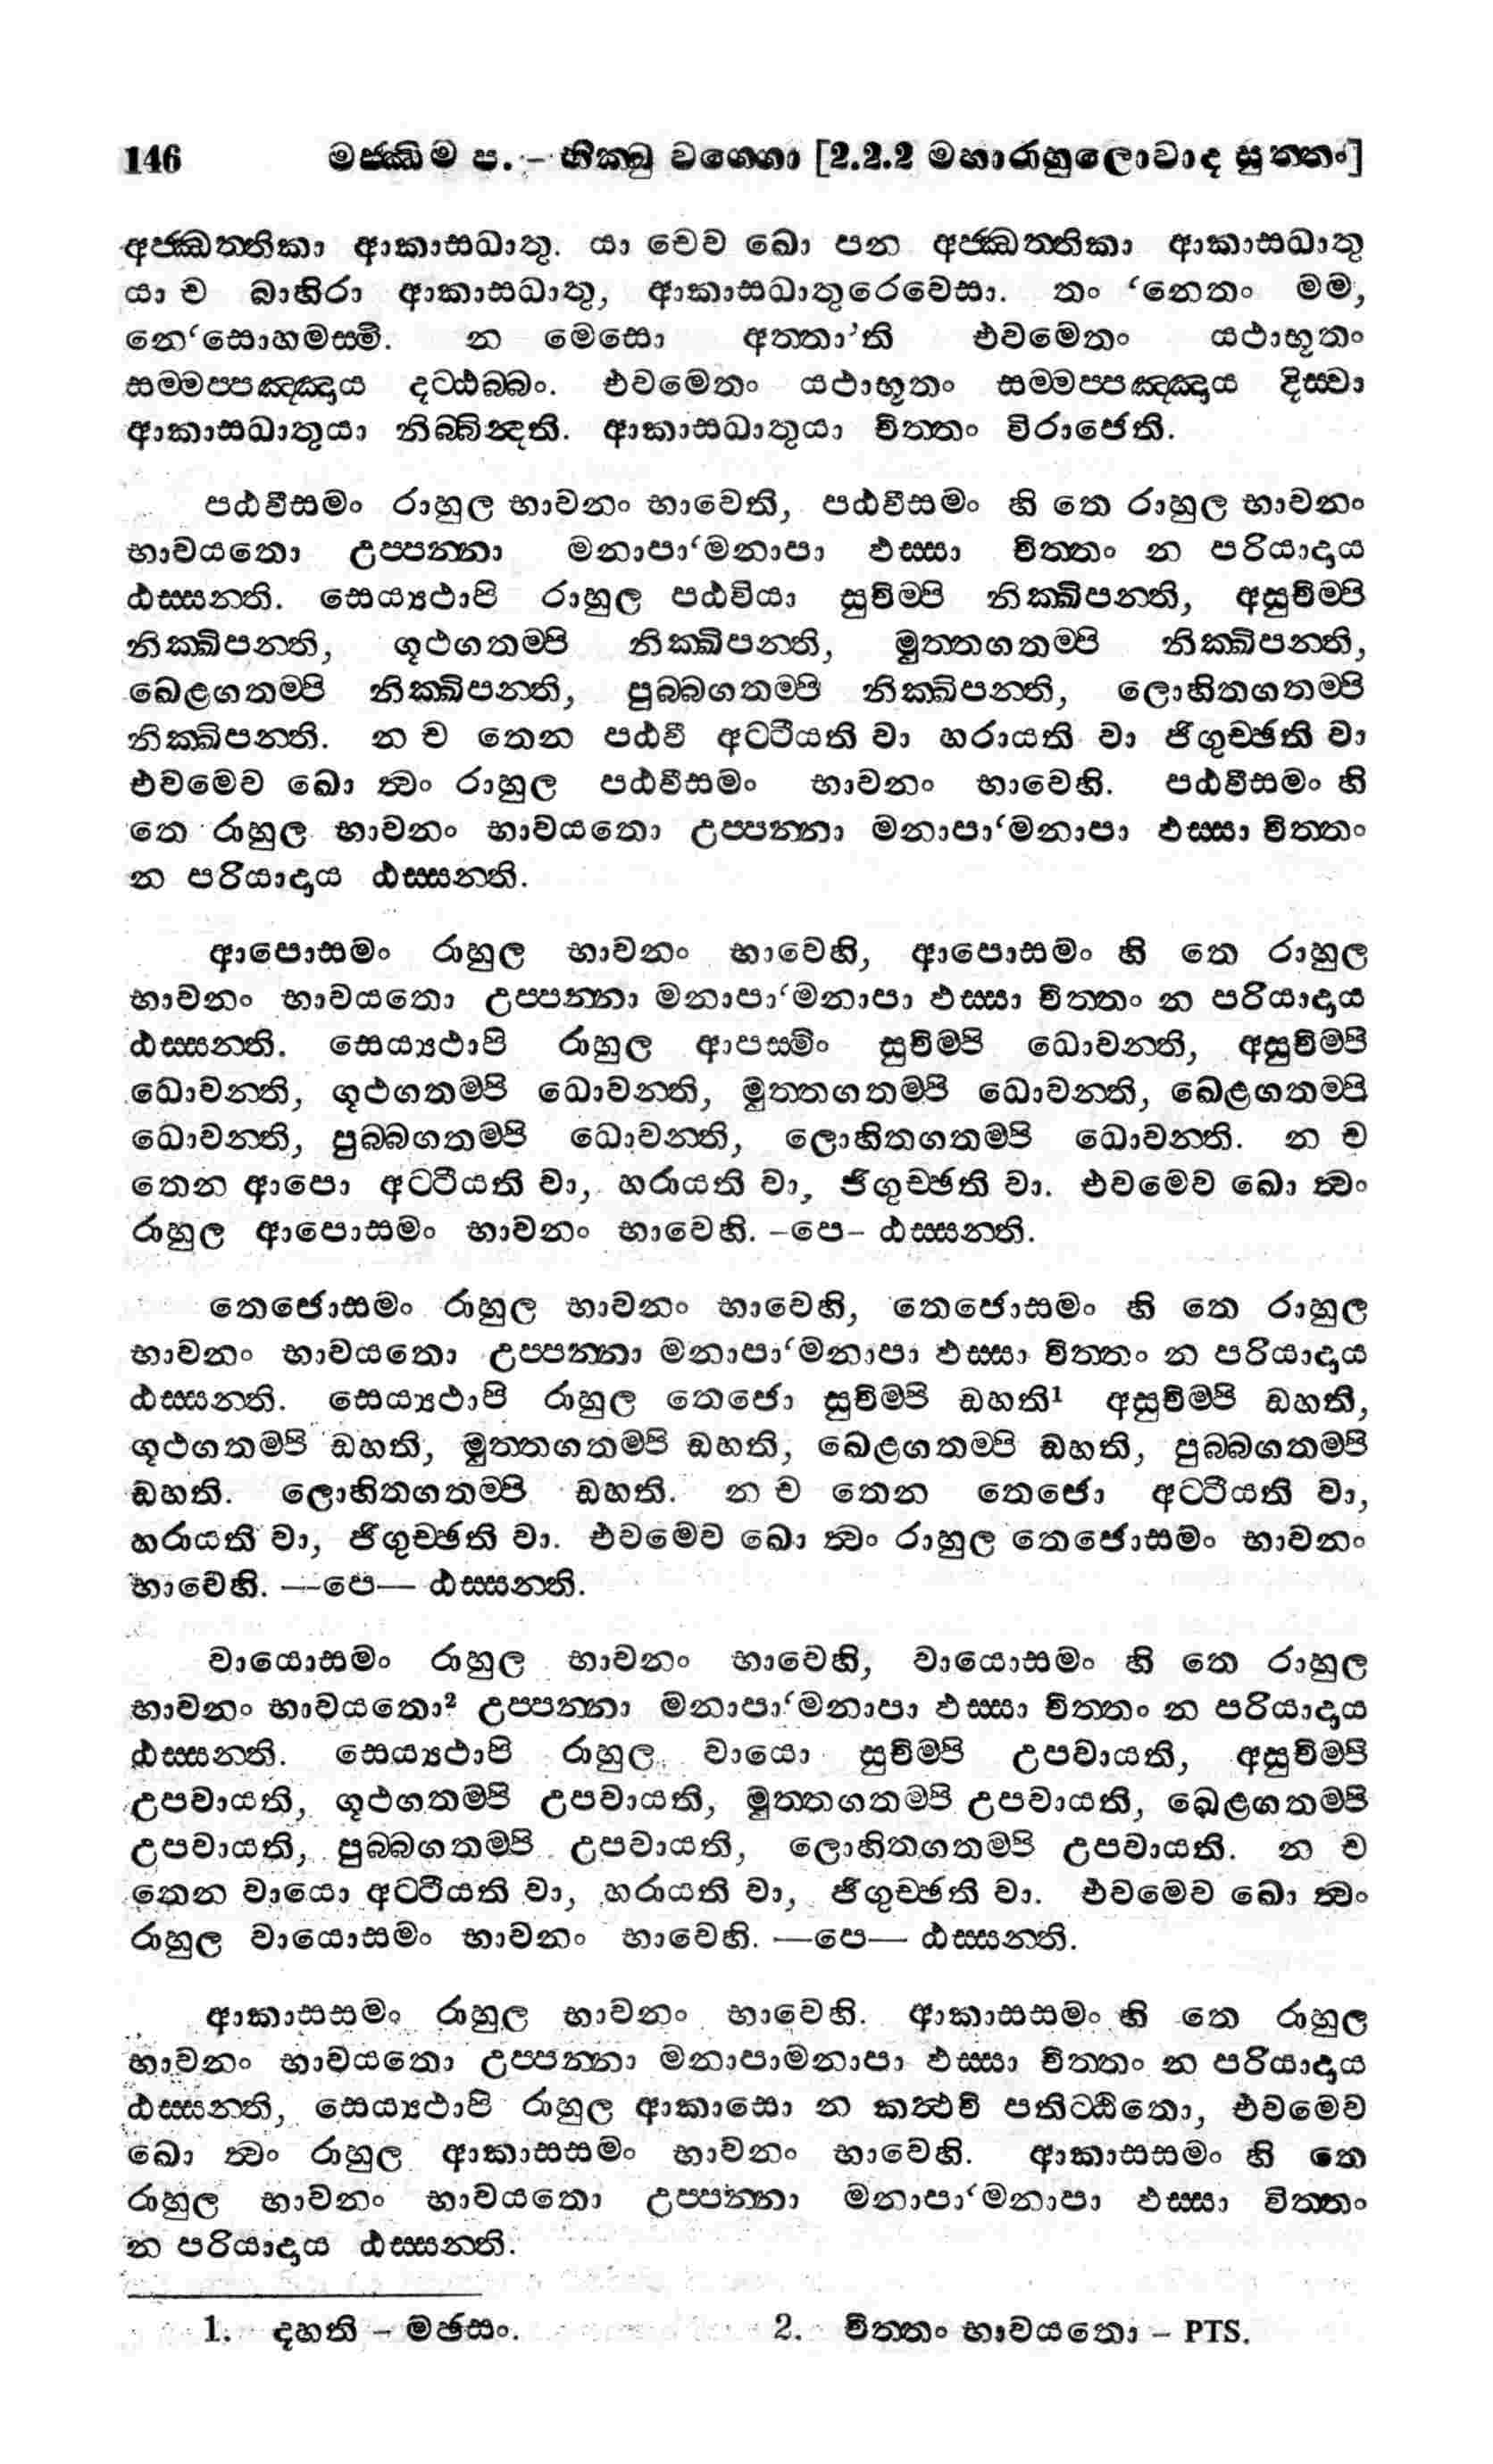 146 මජ්ඣිම ප. – භික්ඛු වග්ගො [2.2.2 මහාරාහුලොවාද සුත්තං]
අජ්ඣත්තිකා ආකාසධාතු. යා චෙව ඛො පන අජ්ඣත්තිකා ආකාසධාතු
යා ච බාහිරා ආකාසධාතු, ආකාසධාතුරෙවෙසා. තං ‘නෙතං මම,
නෙ‘සොහමස්මි. න මෙසො අත්තා’ති එවමෙතං යථාභූතං
සම්මප්පඤ්ඤාය දට්ඨබ්බං. එවමෙතං යථාභූතං සම්මප්පඤ්ඤාය දිස්වා
ආකාසධාතුයා නිබ්බින්දති. ආකාසධාතුයා චිත්තං විරාජෙති.
පඨවීසමං රාහුල භාවනං භාවෙති, පඨවීසමං හි තෙ රාහුල භාවනං
භාවයතො උප්පන්නා මනාපා‘මනාපා ඵස්සා චිත්තං න පරියාදාය
ඨස්සන්ති. සෙය්‍යථාපි රාහුල පඨවියා සුචිම්පි නික්ඛිපන්ති, අසුචිම්පි
නික්ඛිපන්ති, ගූථගතම්පි නික්ඛිපන්ති, මුත්තගතම්පි නික්ඛිපන්ති,
ඛෙළගතම්පි නික්ඛිපන්ති, පුබ්බගතම්පි නික්ඛිපන්ති, ලොහිතගතම්පි
නික්ඛිපන්ති. න ච තෙන පඨවී අට්ටීයති වා හරායති වා ජිගුච්ඡති වා
එවමෙව ඛො ත්වං රාහුල පඨවීසමං භාවනං භාවෙහි. පඨවීසමං හි
තෙ රාහුල භාවනං භාවයතො උප්පන්නා මනාපා‘මනාපා ඵස්සා චිත්තං
න පරියාදාය ඨස්සන්ති.
ආපොසමං රාහුල භාවනං භාවෙහි, ආපොසමං හි තෙ රාහුල
භාවනං භාවයතො උප්පන්නා මනාපා‘මනාපා ඵස්සා චිත්තං න පරියාදාය
ඨස්සන්ති. සෙය්‍යථාපි රාහුල ආපස්මිං සුචිම්පි ධොවන්ති, අසුචිම්පි
ධොවන්ති, ගූථගතම්පි ධොවන්ති, මුත්තගතම්පි ධොවන්ති, ඛෙළගතම්පි
ධොවන්ති, පුබ්බගතම්පි ධොවන්ති, ලොහිතගතම්පි ධොවන්ති. න ච
තෙන ආපො අට්ටීයති වා, හරායති වා, ජිගුච්ඡති වා. එවමෙව ඛො ත්වං
රාහුල ආපොසමං භාවනං භාවෙහි. –පෙ– ඨස්සන්ති.
තෙජොසමං රාහුල භාවනං භාවෙහි, තෙජොසමං හි තෙ රාහුල
භාවනං භාවයතො උප්පන්නා මනාපා‘මනාපා ඵස්සා චිත්තං න පරියාදාය
ඨස්සන්ති. සෙය්‍යථාපි රාහුල තෙජො සුචිම්පි ඩහති¹ අසුචිම්පි ඩහති,
ගූථගතම්පි ඩහති, මුත්තගතම්පි ඩහති, ඛෙළගතම්පි ඩහති, පුබ්බගතම්පි
ඩහති. ලොහිතගතම්පි ඩහති. න ච තෙන තෙජො අට්ටීයති වා,
හරායති වා, ජිගුච්ඡති වා. එවමෙව ඛො ත්වං රාහුල තෙජොසමං භාවනං
භාවෙහි. —පෙ— ඨස්සන්ති.
වායොසමං රාහුල භාවනං භාවෙහි, වායොසමං හි තෙ රාහුල
භාවනං භාවයතො² උප්පන්නා මනාපා‘මනාපා ඵස්සා චිත්තං න පරියාදාය
ඨස්සන්ති. සෙය්‍යථාපි රාහුල වායො සුචිම්පි උපවායති, අසුචිම්පි
උපවායති, ගූථගතම්පි උපවායති, මුත්තගතම්පි උපවායති, ඛෙළගතම්පි
උපවායති, පුබ්බගතම්පි උපවායති, ලොහිතගතම්පි උපවායති. න ච
තෙන වායො අට්ටීයති වා, හරායති වා, ජිගුච්ඡති වා. එවමෙව ඛො ත්වං
රාහුල වායොසමං භාවනං භාවෙහි. —පෙ— ඨස්සන්ති.
ආකාසසමං රාහුල භාවනං භාවෙහි. ආකාසසමං හි තෙ රාහුල
භාවනං භාවයතො උප්පන්නා මනාපාමනාපා ඵස්සා චිත්තං න පරියාදාය
ඨස්සන්ති, සෙය්‍යථාපි රාහුල ආකාසො න කත්ථචි පතිට්ඨිතො, එවමෙව
ඛො ත්වං රාහුල ආකාසසමං භාවනං භාවෙහි. ආකාසසමං හි තෙ
රාහුල භාවනං භාවයතො උප්පන්නා මනාපා‘මනාපා ඵස්සා චිත්තං
න පරියාදාය ඨස්සන්ති.
1. දහති – මඡසං. 2. චිත්තං භාවයතො – PTS.